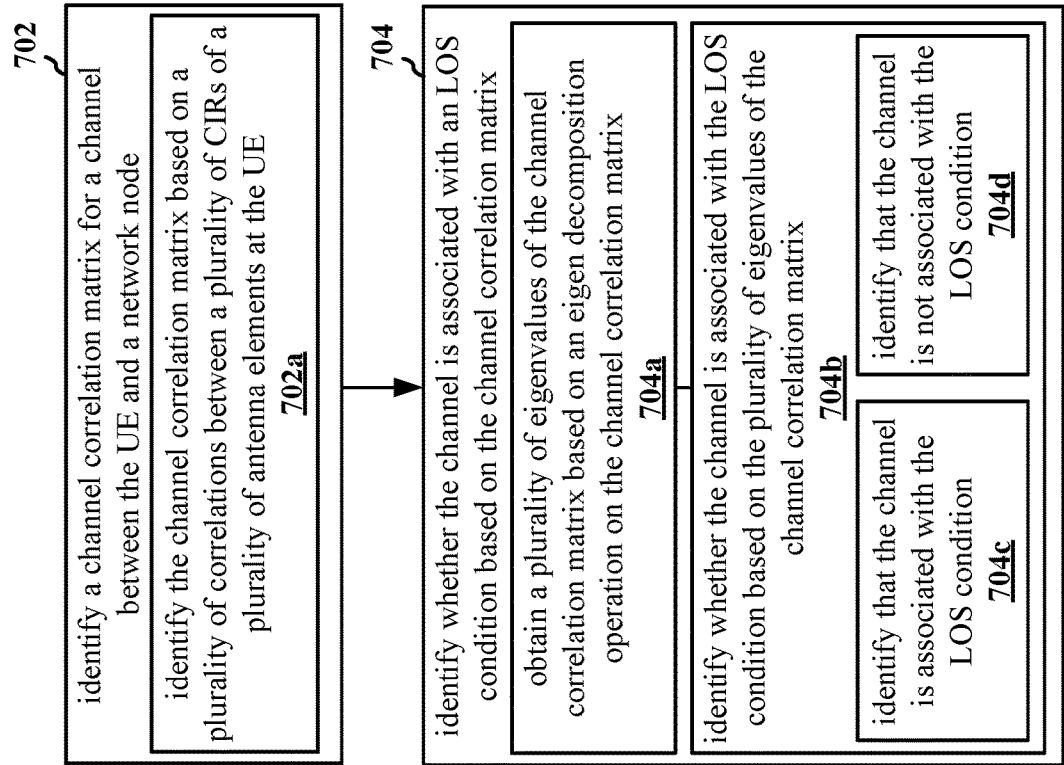 702
identify a channel correlation matrix for a channel
between the UE and a network node
identify the channel correlation matrix based on a
plurality of correlations between a plurality of CIRs of a
plurality of antenna elements at the UE
702a
704
identify whether the channel is associated with an LOS
condition based on the channel correlation matrix
obtain a plurality of eigenvalues of the channel
correlation matrix based on an eigen decomposition
operation on the channel correlation matrix
704a
identify whether the channel is associated with the LOS
condition based on the plurality of eigenvalues of the
channel correlation matrix
704b
identify that the channel
is associated with the
LOS condition
704c
identify that the channel
is not associated with the
LOS condition
704d